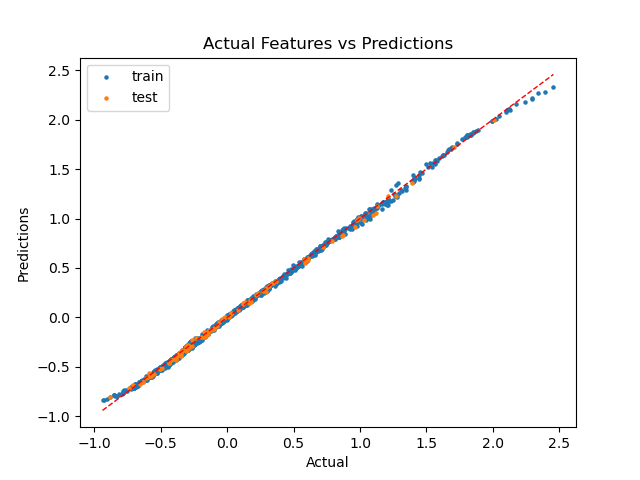 Actual Features vs Predictions
train
test
Predictions
2.5
2.0
1.5
1.0
0.5
0.0
−0.5
−1.0
−1.0 −0.5 0.0 0.5 1.0 1.5 2.0 2.5
Actual